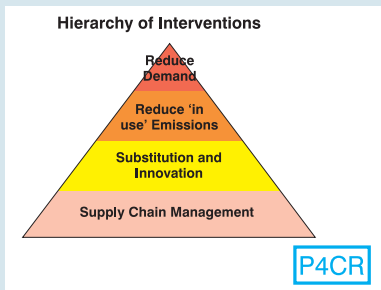 Hierarchy of Interventions
Reduce
Demand
Reduce ‘in
use’ Emissions
Substitution and
Innovation
Supply Chain Management
P4CR